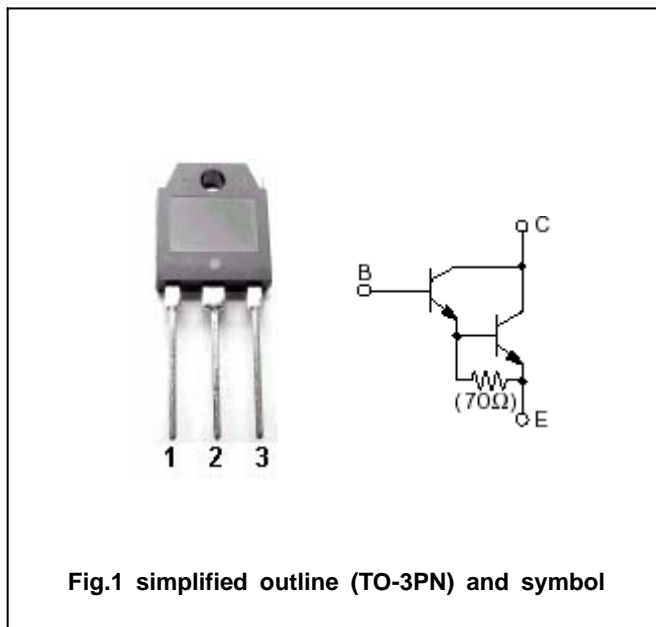 C
B
(70Ω)
E
1 2 3
Fig.1 simplified outline (TO-3PN) and symbol